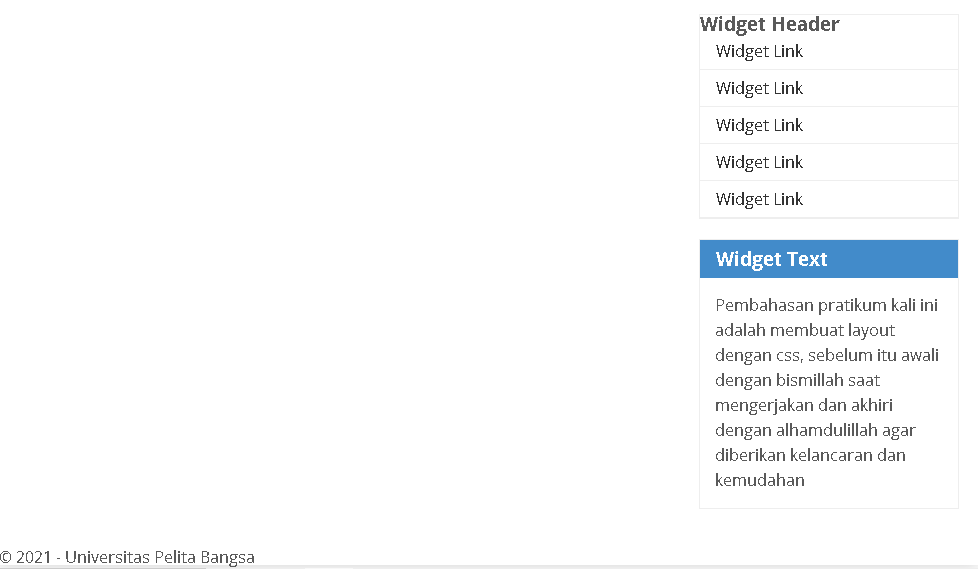 Widget Header
Widget Link
Widget Link
Widget Link
Widget Link
Widget Link
Widget Text
Pembahasan pratikum kali ini
adalah membuat layout
dengan css, sebelum itu awali
dengan bismillah saat
mengerjakan dan akhiri
dengan alhamdulillah agar
diberikan kelancaran dan
kemudahan
© 2021 - Universitas Pelita Bangsa